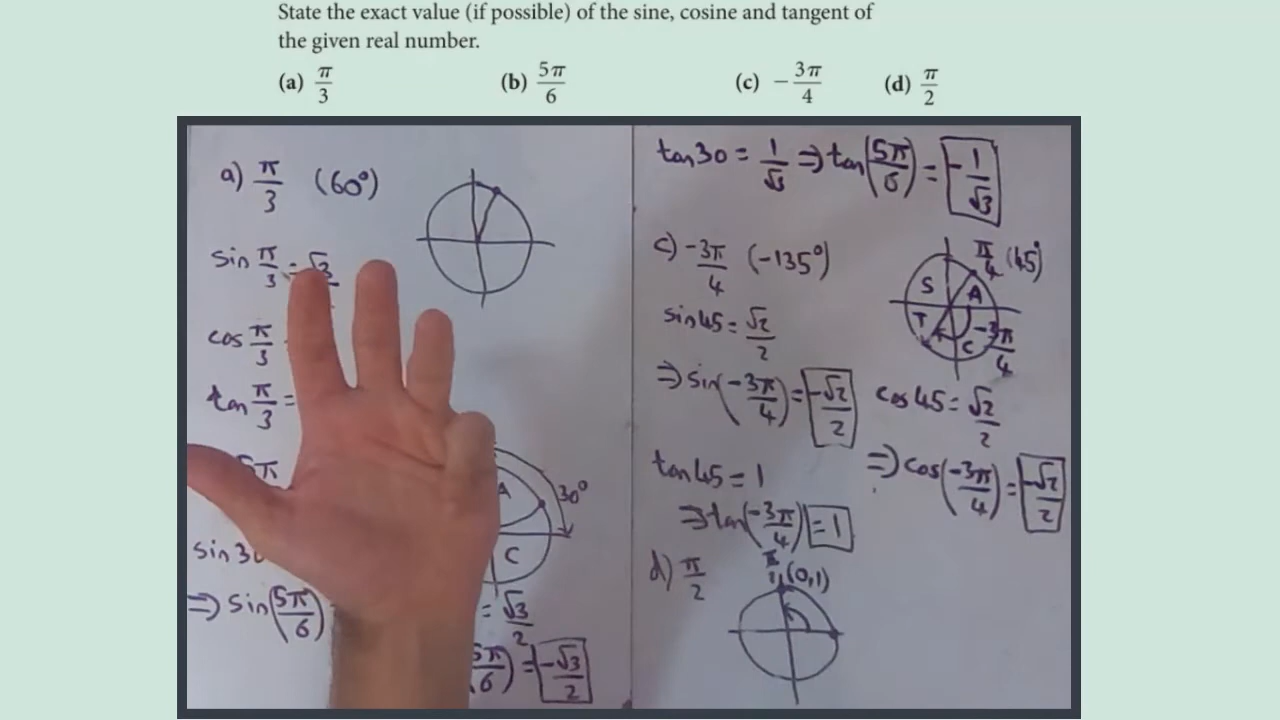 State the exact value (if possible) of the sine, cosine and tangent of
the given real number.
(a) π/3 (b) 5π/6 (c) −3π/4 (d) π/2
a) π/3 (60°)
sin π/3 = √3
cos π/3
tan π/3 =
5π
A
30°
C
sin 30
⇒ sin(5π/6)
= √3/2
5π/6) = -√3/2
tan 30 = 1/√3 ⇒ tan(5π/6) = -1/√3
c) -3π/4 (-135°)
π/4 (45°)
S A
T C
-3π/4
sin 45 = √2/2
⇒ sin(-3π/4) = -√2/2
cos 45 = √2/2
⇒ cos(-3π/4) = -√2/2
tan 45 = 1
⇒ tan(-3π/4) = 1
d) π/2
(0,1)